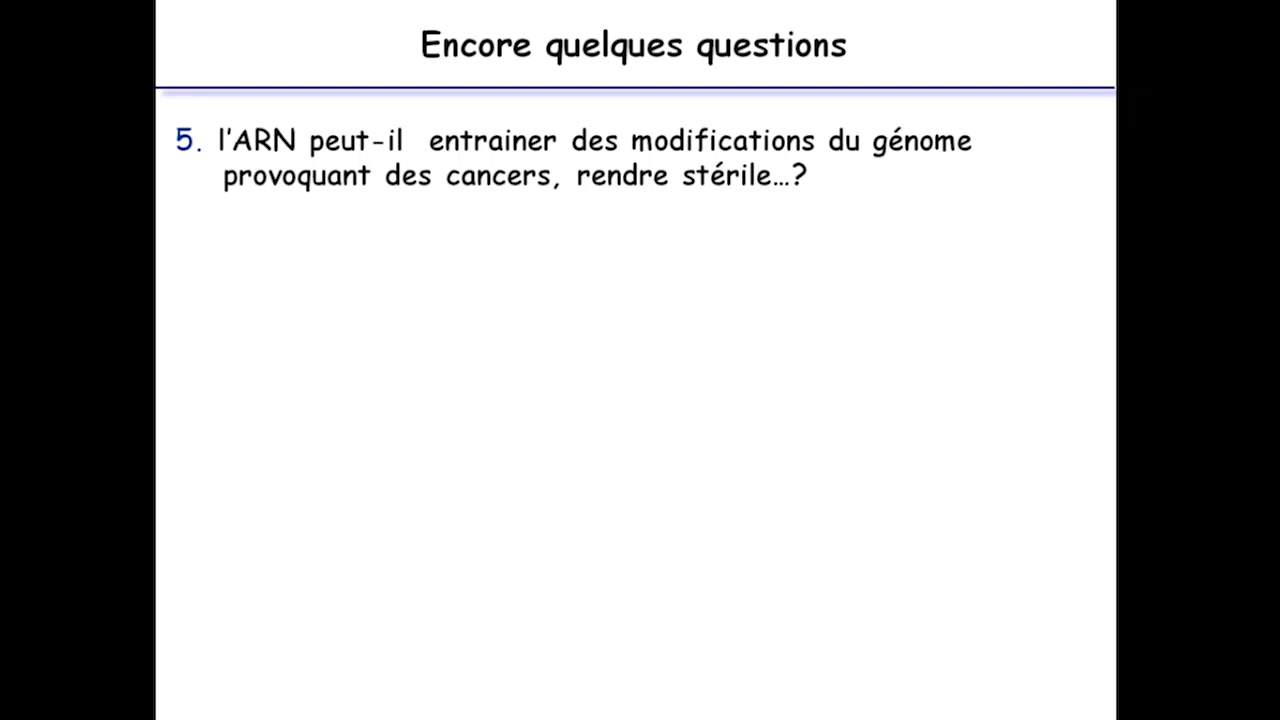 Encore quelques questions
5. l'ARN peut-il entrainer des modifications du génome
provoquant des cancers, rendre stérile...?